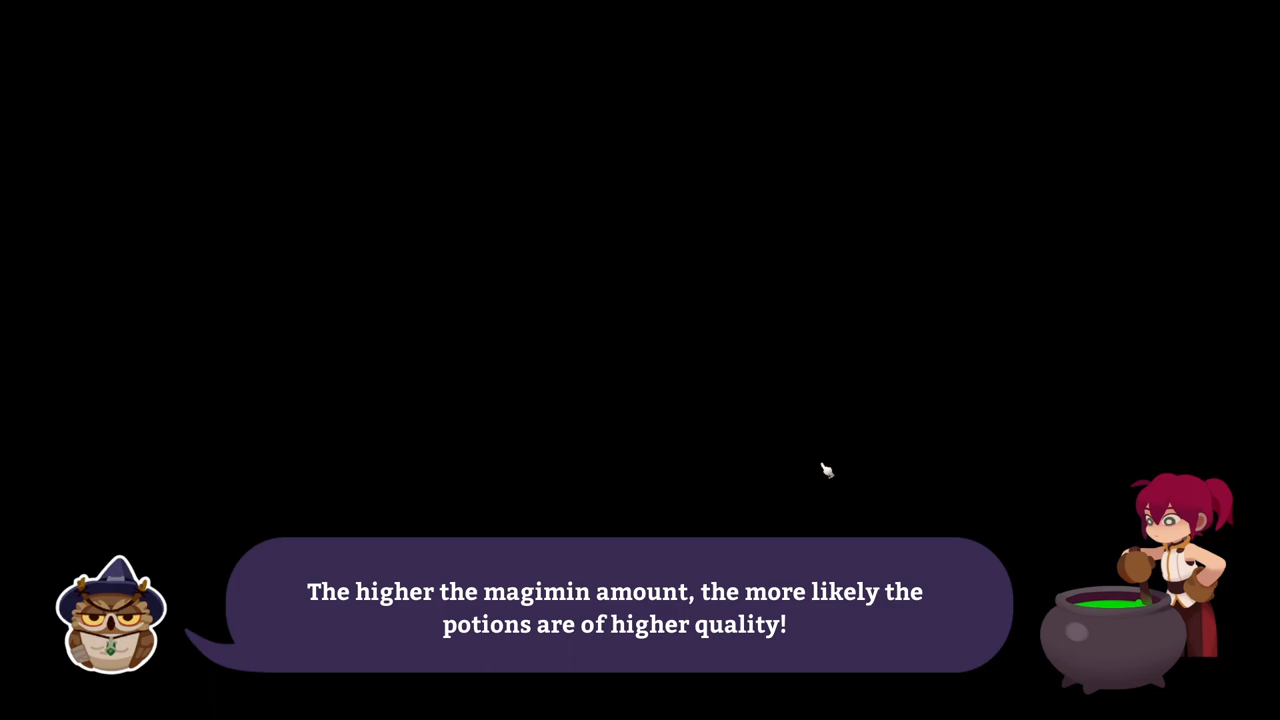 The higher the magimin amount, the more likely the
potions are of higher quality!